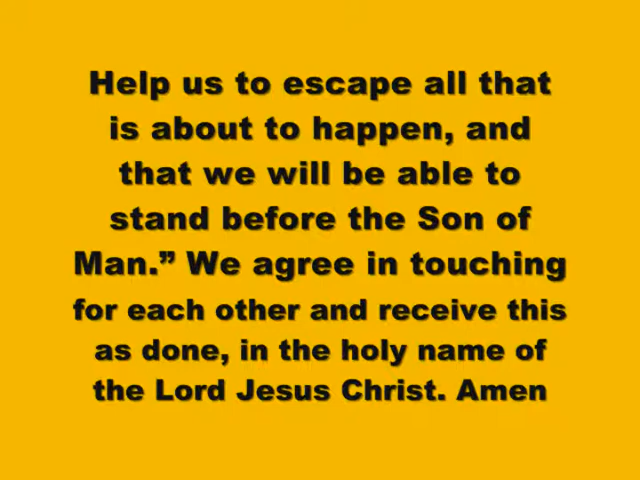 Help us to escape all that
is about to happen, and
that we will be able to
stand before the Son of
Man.” We agree in touching
for each other and receive this
as done, in the holy name of
the Lord Jesus Christ. Amen